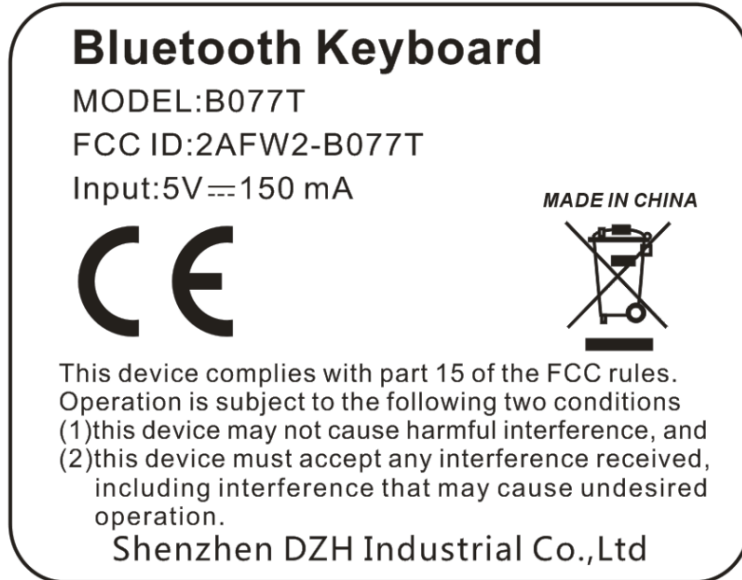 Bluetooth Keyboard
MODEL:B077T
FCC ID:2AFW2-B077T
Input:5V⎓150 mA
MADE IN CHINA
CE
This device complies with part 15 of the FCC rules.
Operation is subject to the following two conditions
(1)this device may not cause harmful interference, and
(2)this device must accept any interference received,
including interference that may cause undesired
operation.
Shenzhen DZH Industrial Co.,Ltd